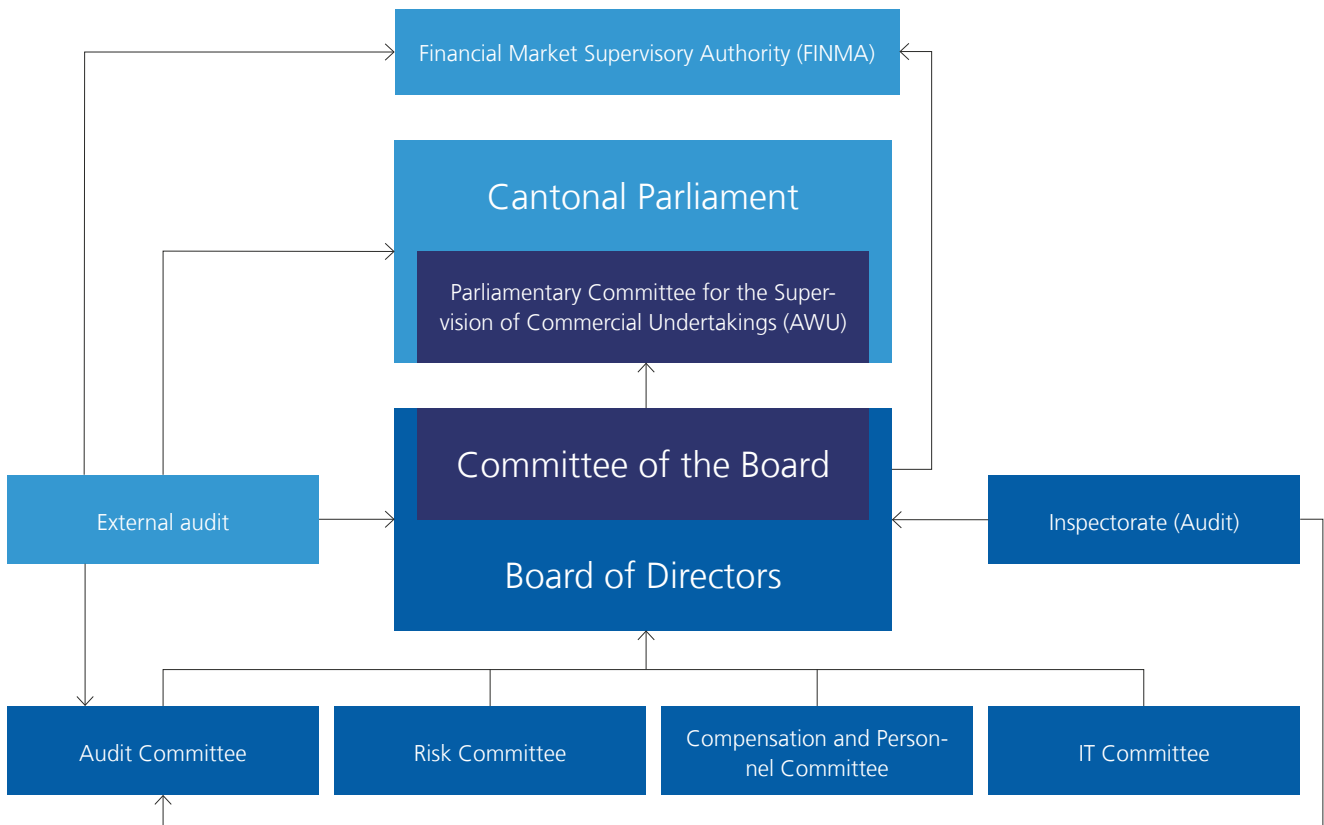 Financial Market Supervisory Authority (FINMA)
Cantonal Parliament
Parliamentary Committee for the Super-
vision of Commercial Undertakings (AWU)
Committee of the Board
External audit
Inspectorate (Audit)
Board of Directors
Audit Committee
Risk Committee
Compensation and Person-
nel Committee
IT Committee